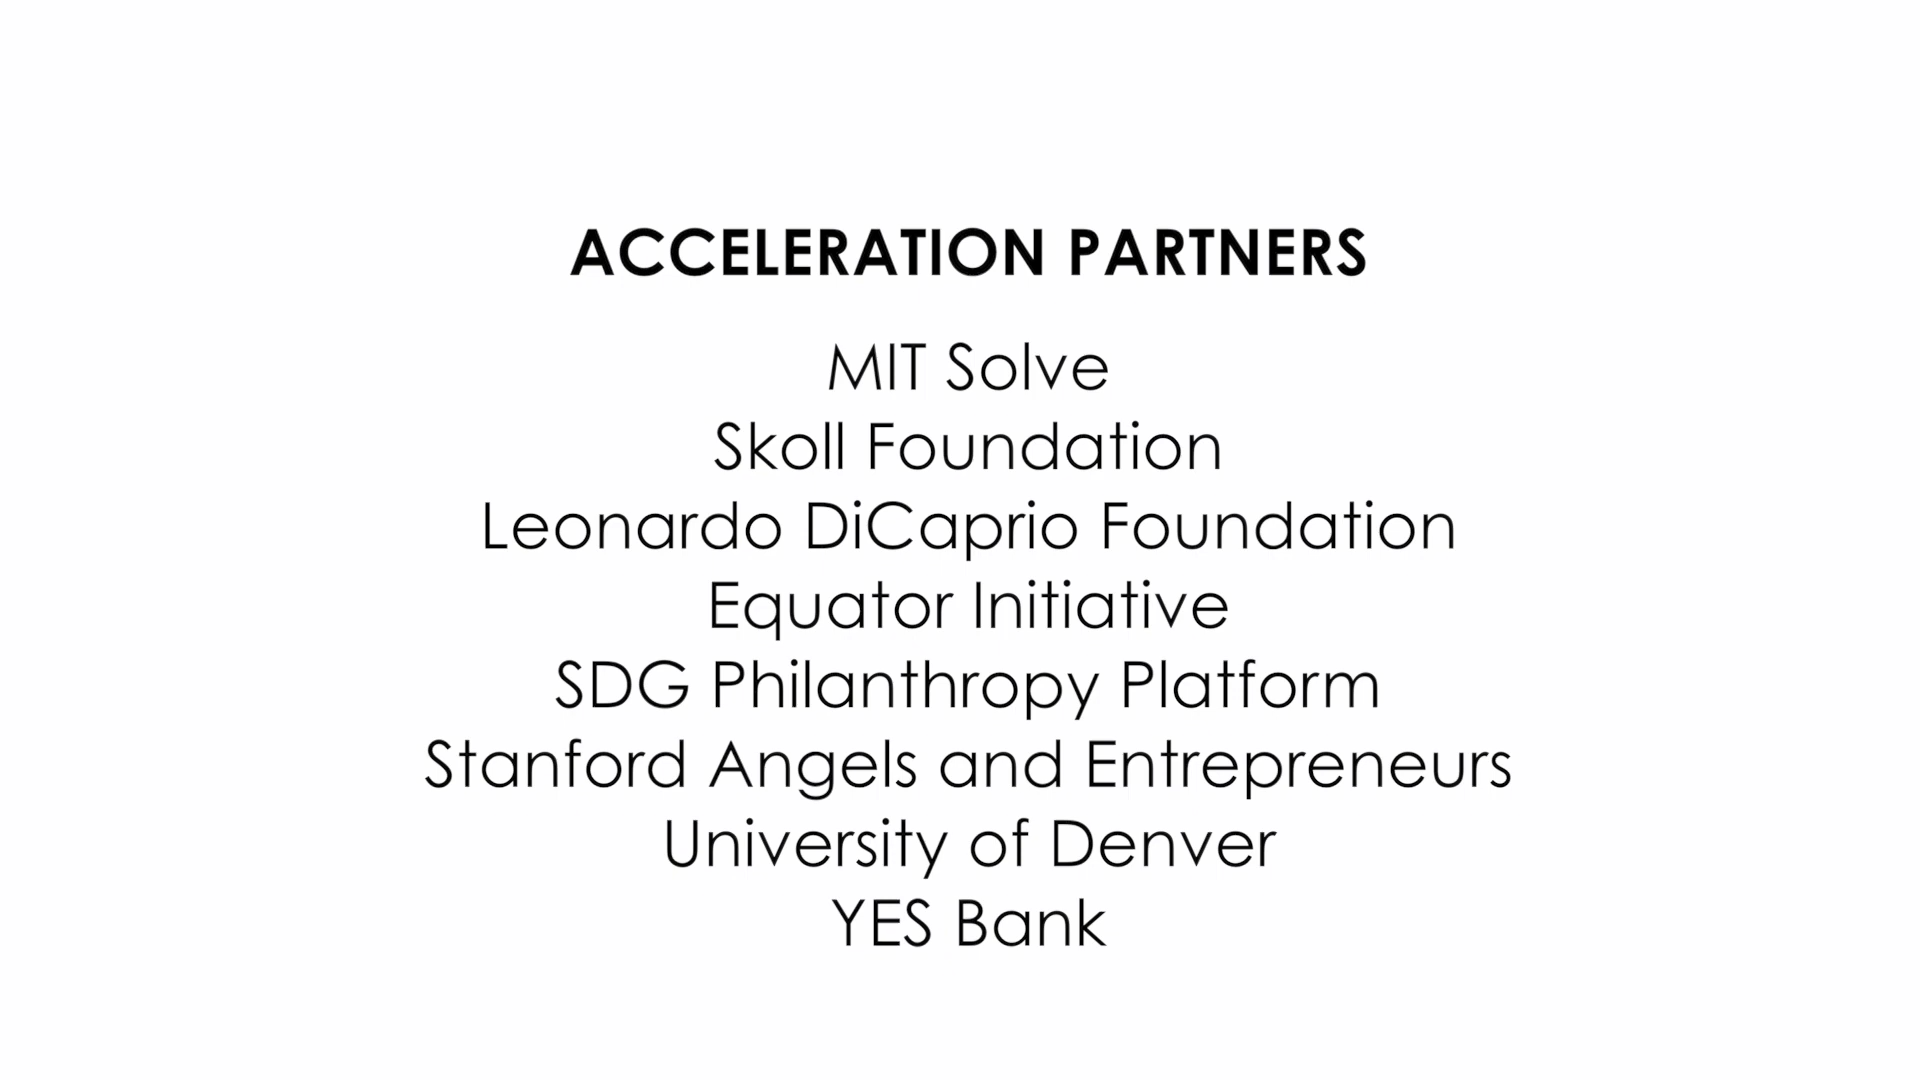 ACCELERATION PARTNERS
MIT Solve
Skoll Foundation
Leonardo DiCaprio Foundation
Equator Initiative
SDG Philanthropy Platform
Stanford Angels and Entrepreneurs
University of Denver
YES Bank